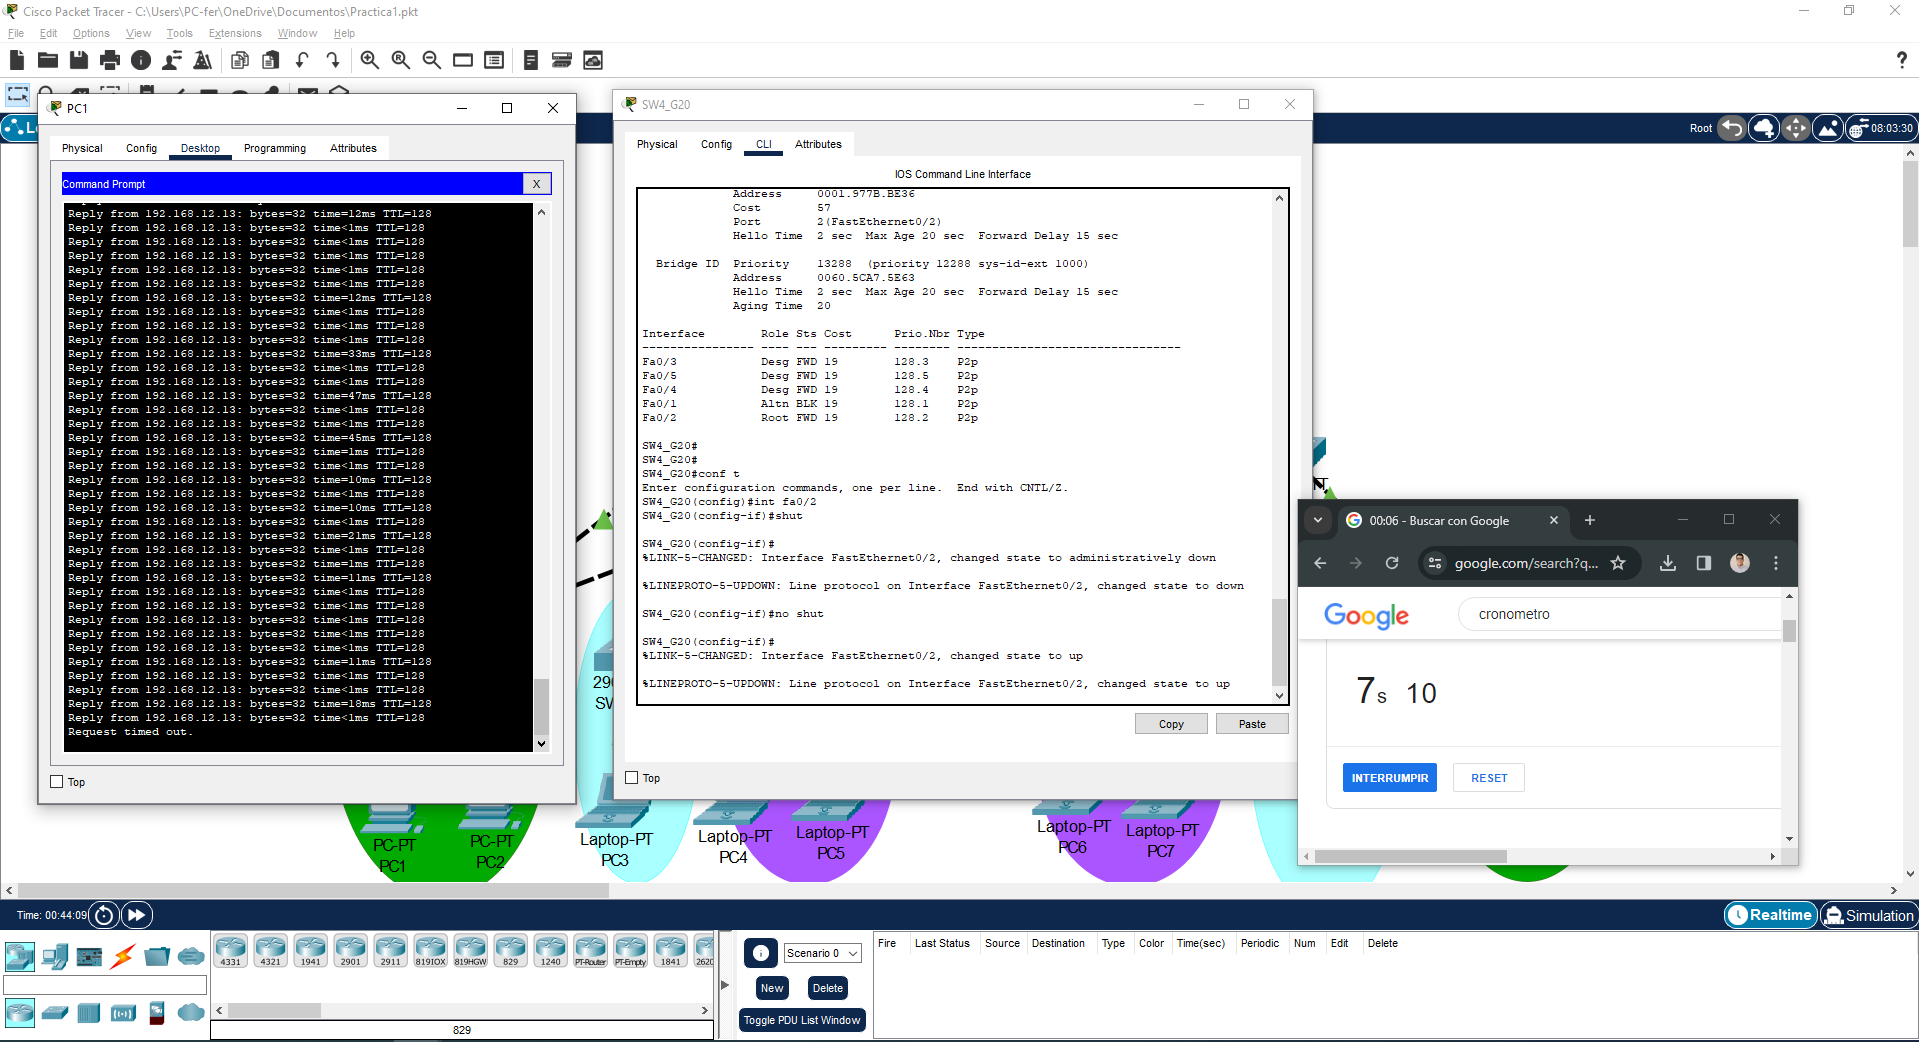 Cisco Packet Tracer - C:\Users\PC-fer\OneDrive\Documentos\Practica1.pkt
File Edit Options View Tools Extensions Window Help
PC1
Physical Config Desktop Programming Attributes
Command Prompt X
Reply from 192.168.12.13: bytes=32 time=12ms TTL=128
Reply from 192.168.12.13: bytes=32 time<1ms TTL=128
Reply from 192.168.12.13: bytes=32 time<1ms TTL=128
Reply from 192.168.12.13: bytes=32 time<1ms TTL=128
Reply from 192.168.12.13: bytes=32 time<1ms TTL=128
Reply from 192.168.12.13: bytes=32 time<1ms TTL=128
Reply from 192.168.12.13: bytes=32 time=12ms TTL=128
Reply from 192.168.12.13: bytes=32 time<1ms TTL=128
Reply from 192.168.12.13: bytes=32 time<1ms TTL=128
Reply from 192.168.12.13: bytes=32 time<1ms TTL=128
Reply from 192.168.12.13: bytes=32 time=33ms TTL=128
Reply from 192.168.12.13: bytes=32 time<1ms TTL=128
Reply from 192.168.12.13: bytes=32 time<1ms TTL=128
Reply from 192.168.12.13: bytes=32 time=47ms TTL=128
Reply from 192.168.12.13: bytes=32 time<1ms TTL=128
Reply from 192.168.12.13: bytes=32 time<1ms TTL=128
Reply from 192.168.12.13: bytes=32 time=45ms TTL=128
Reply from 192.168.12.13: bytes=32 time=1ms TTL=128
Reply from 192.168.12.13: bytes=32 time<1ms TTL=128
Reply from 192.168.12.13: bytes=32 time=10ms TTL=128
Reply from 192.168.12.13: bytes=32 time<1ms TTL=128
Reply from 192.168.12.13: bytes=32 time=10ms TTL=128
Reply from 192.168.12.13: bytes=32 time<1ms TTL=128
Reply from 192.168.12.13: bytes=32 time=21ms TTL=128
Reply from 192.168.12.13: bytes=32 time<1ms TTL=128
Reply from 192.168.12.13: bytes=32 time=1ms TTL=128
Reply from 192.168.12.13: bytes=32 time=11ms TTL=128
Reply from 192.168.12.13: bytes=32 time<1ms TTL=128
Reply from 192.168.12.13: bytes=32 time<1ms TTL=128
Reply from 192.168.12.13: bytes=32 time<1ms TTL=128
Reply from 192.168.12.13: bytes=32 time<1ms TTL=128
Reply from 192.168.12.13: bytes=32 time<1ms TTL=128
Reply from 192.168.12.13: bytes=32 time=11ms TTL=128
Reply from 192.168.12.13: bytes=32 time<1ms TTL=128
Reply from 192.168.12.13: bytes=32 time<1ms TTL=128
Reply from 192.168.12.13: bytes=32 time=18ms TTL=128
Reply from 192.168.12.13: bytes=32 time<1ms TTL=128
Request timed out.
Top
SW4_G20
Physical Config CLI Attributes
IOS Command Line Interface
Address 0001.977B.BE36
Cost 57
Port 2(FastEthernet0/2)
Hello Time 2 sec Max Age 20 sec Forward Delay 15 sec
Bridge ID Priority 13288 (priority 12288 sys-id-ext 1000)
Address 0060.5CA7.5E63
Hello Time 2 sec Max Age 20 sec Forward Delay 15 sec
Aging Time 20
Interface Role Sts Cost Prio.Nbr Type
---------------- ---- --- --------- -------- --------------------------------
Fa0/3 Desg FWD 19 128.3 P2p
Fa0/5 Desg FWD 19 128.5 P2p
Fa0/4 Desg FWD 19 128.4 P2p
Fa0/1 Altn BLK 19 128.1 P2p
Fa0/2 Root FWD 19 128.2 P2p
SW4_G20#
SW4_G20#
SW4_G20#conf t
Enter configuration commands, one per line. End with CNTL/Z.
SW4_G20(config)#int fa0/2
SW4_G20(config-if)#shut
SW4_G20(config-if)#
%LINK-5-CHANGED: Interface FastEthernet0/2, changed state to administratively down
%LINEPROTO-5-UPDOWN: Line protocol on Interface FastEthernet0/2, changed state to down
SW4_G20(config-if)#no shut
SW4_G20(config-if)#
%LINK-5-CHANGED: Interface FastEthernet0/2, changed state to up
%LINEPROTO-5-UPDOWN: Line protocol on Interface FastEthernet0/2, changed state to up
Copy Paste
Top
Root 08:03:30
00:06 - Buscar con Google
google.com/search?q...
Google cronometro
7s 10
INTERRUMPIR RESET
PC-PT
PC1
PC-PT
PC2
Laptop-PT
PC3
Laptop-PT
PC4
Laptop-PT
PC5
Laptop-PT
PC6
Laptop-PT
PC7
Time: 00:44:09
Realtime Simulation
4331 4321 1941 2901 2911 819IOX 819HGW 829 1240 PT-Router PT-Empty 1841 2620
829
Scenario 0
New Delete
Toggle PDU List Window
Fire Last Status Source Destination Type Color Time(sec) Periodic Num Edit Delete